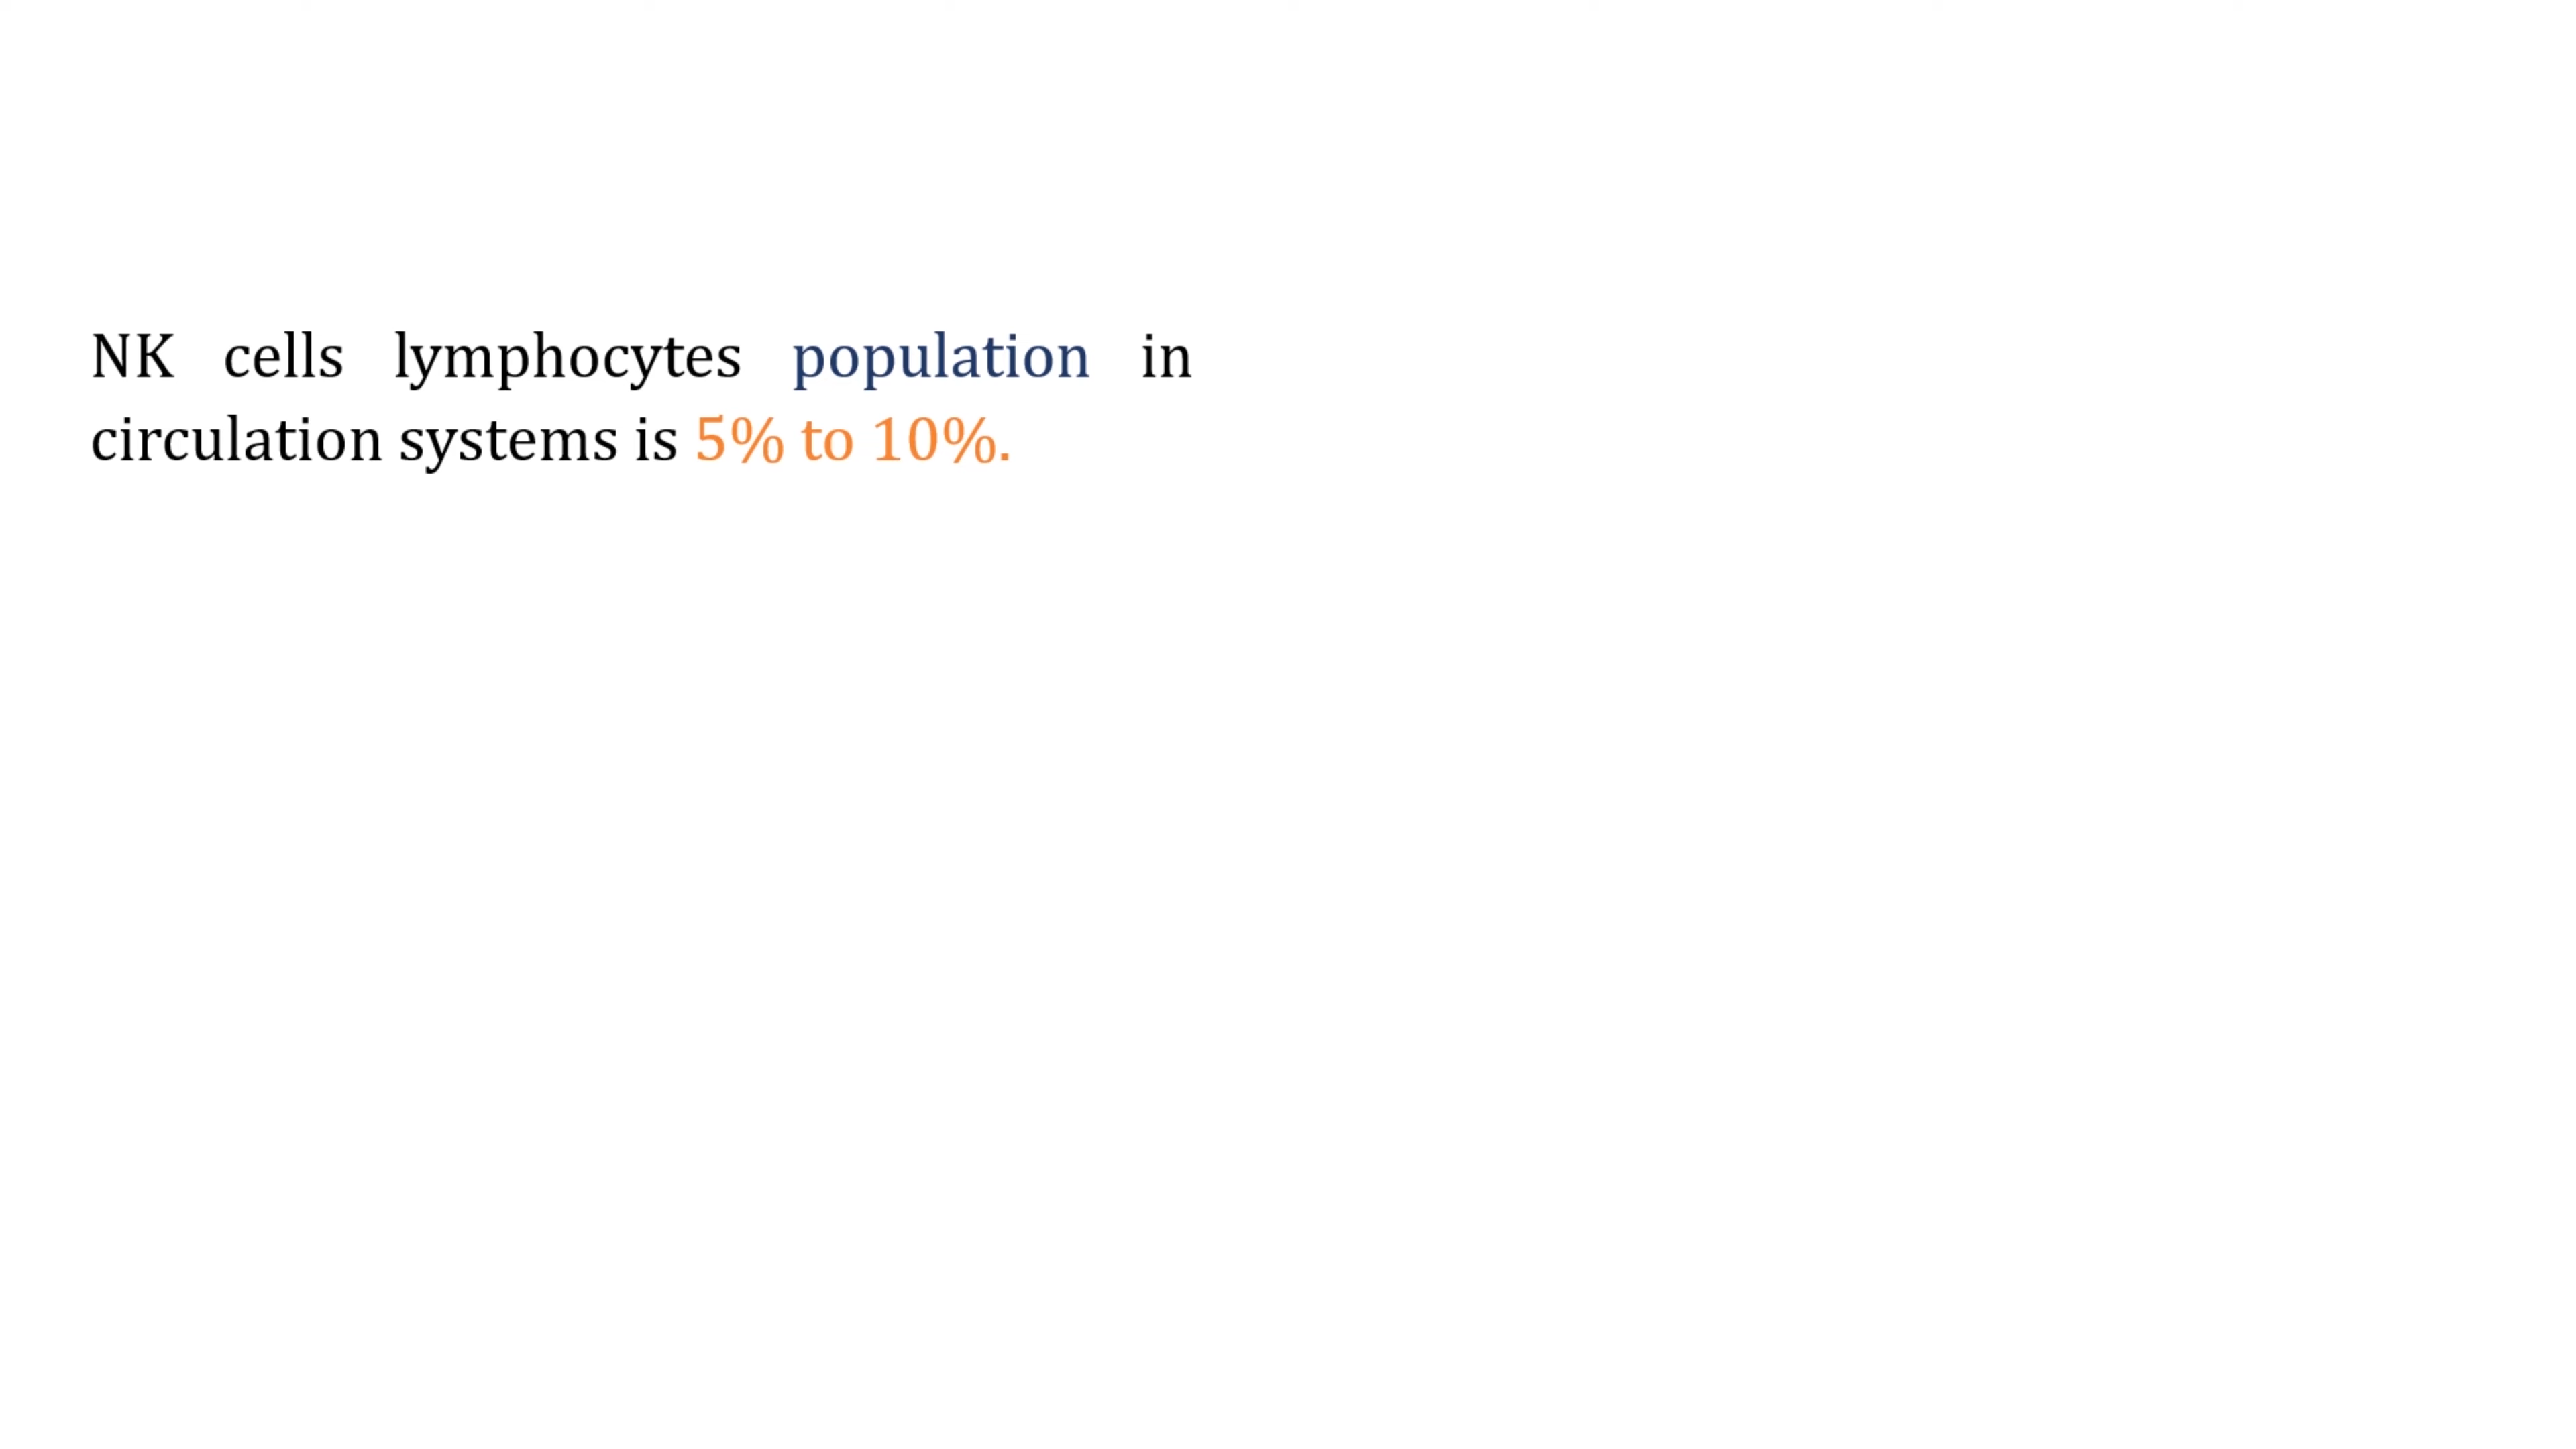 NK cells lymphocytes population in
circulation systems is 5% to 10%.